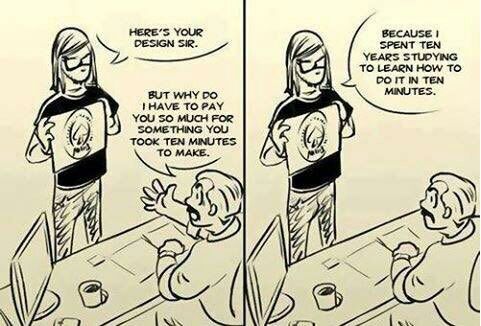 HERE'S YOUR
DESIGN SIR.
BUT WHY DO
I HAVE TO PAY
YOU SO MUCH FOR
SOMETHING YOU
TOOK TEN MINUTES
TO MAKE.
BECAUSE I
SPENT TEN
YEARS STUDYING
TO LEARN HOW TO
DO IT IN TEN
MINUTES.